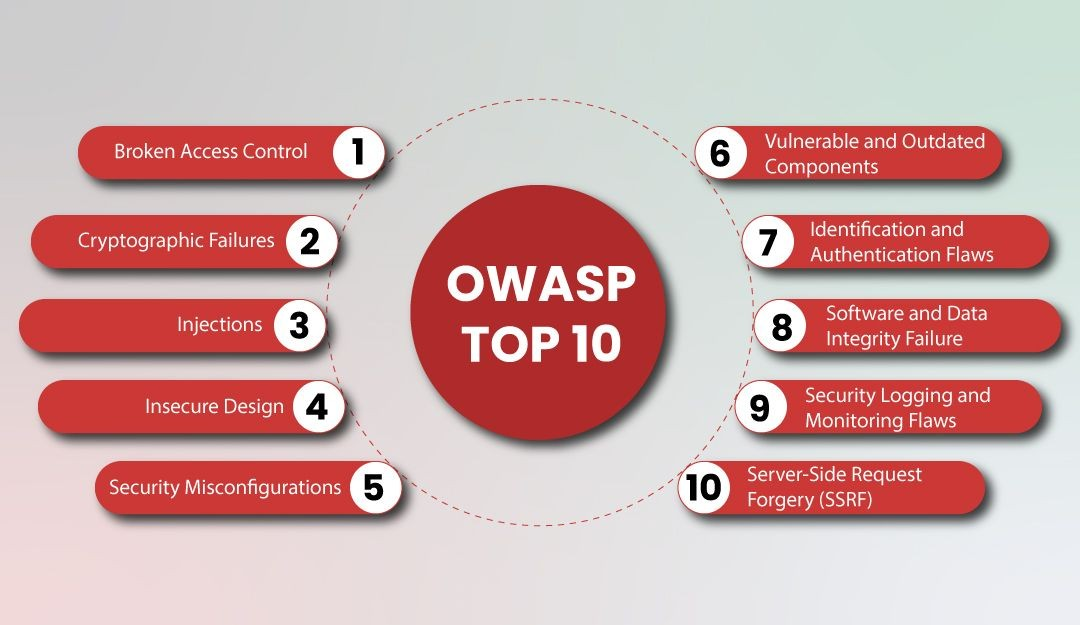 OWASP
TOP 10
Broken Access Control 1
Cryptographic Failures 2
Injections 3
Insecure Design 4
Security Misconfigurations 5
6 Vulnerable and Outdated
Components
7 Identification and
Authentication Flaws
8 Software and Data
Integrity Failure
9 Security Logging and
Monitoring Flaws
10 Server-Side Request
Forgery (SSRF)